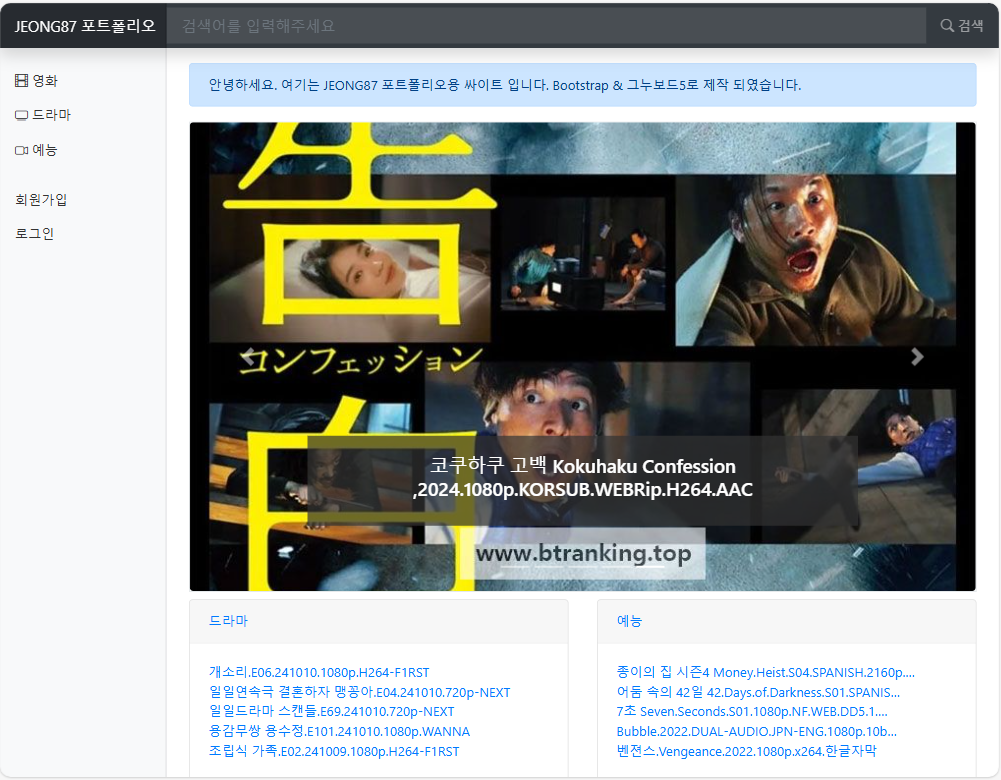 JEONG87 포트폴리오
검색어를 입력해주세요
검색
영화
드라마
예능
회원가입
로그인
안녕하세요. 여기는 JEONG87 포트폴리오용 싸이트 입니다. Bootstrap & 그누보드5로 제작 되였습니다.
告
コンフェッション
白
코쿠하쿠 고백 Kokuhaku Confession
,2024.1080p.KORSUB.WEBRip.H264.AAC
www.btranking.top
드라마
개소리.E06.241010.1080p.H264-F1RST
일일연속극 결혼하자 맹꽁아.E04.241010.720p-NEXT
일일드라마 스캔들.E69.241010.720p-NEXT
용감무쌍 용수정.E101.241010.1080p.WANNA
조립식 가족.E02.241009.1080p.H264-F1RST
예능
종이의 집 시즌4 Money.Heist.S04.SPANISH.2160p....
어둠 속의 42일 42.Days.of.Darkness.S01.SPANIS...
7초 Seven.Seconds.S01.1080p.NF.WEB.DD5.1....
Bubble.2022.DUAL-AUDIO.JPN-ENG.1080p.10b...
벤젼스.Vengeance.2022.1080p.x264.한글자막